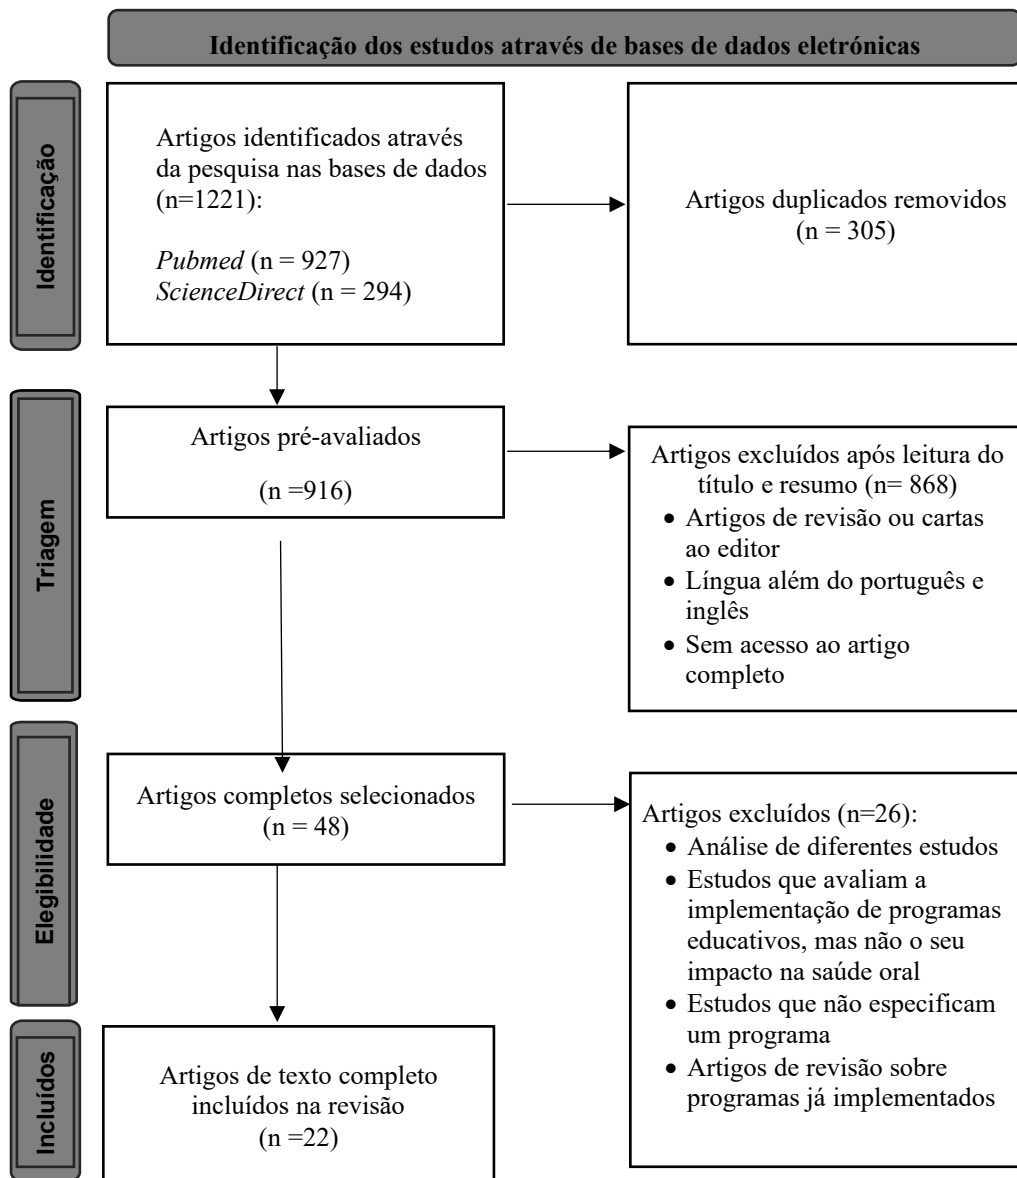 Identificação dos estudos através de bases de dados eletrónicas
Identificação
Artigos identificados através
da pesquisa nas bases de dados
(n=1221):
Pubmed (n = 927)
ScienceDirect (n = 294)
Artigos duplicados removidos
(n = 305)
Triagem
Artigos pré-avaliados
(n =916)
Artigos excluídos após leitura do
título e resumo (n= 868)
• Artigos de revisão ou cartas
ao editor
• Língua além do português e
inglês
• Sem acesso ao artigo
completo
Elegibilidade
Artigos completos selecionados
(n = 48)
Artigos excluídos (n=26):
• Análise de diferentes estudos
• Estudos que avaliam a
implementação de programas
educativos, mas não o seu
impacto na saúde oral
• Estudos que não especificam
um programa
• Artigos de revisão sobre
programas já implementados
Incluídos
Artigos de texto completo
incluídos na revisão
(n =22)